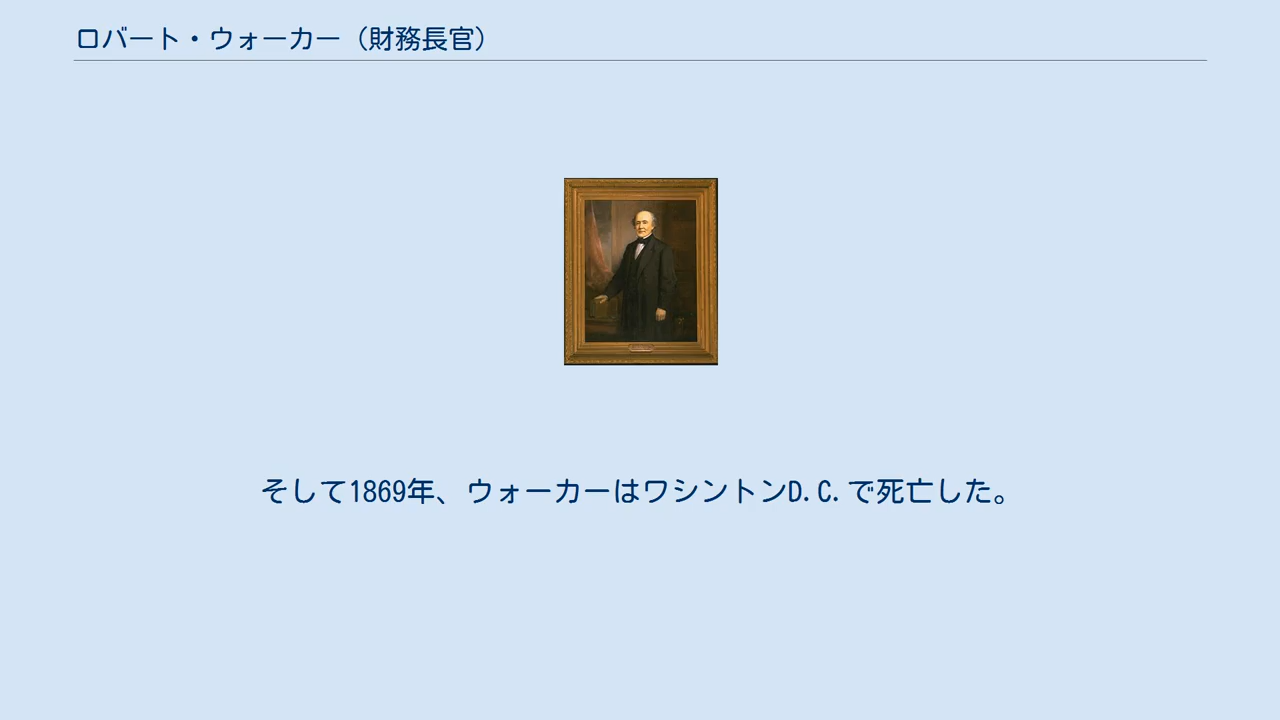 ロバート・ウォーカー（財務長官）
そして1869年、ウォーカーはワシントンD.C.で死亡した。